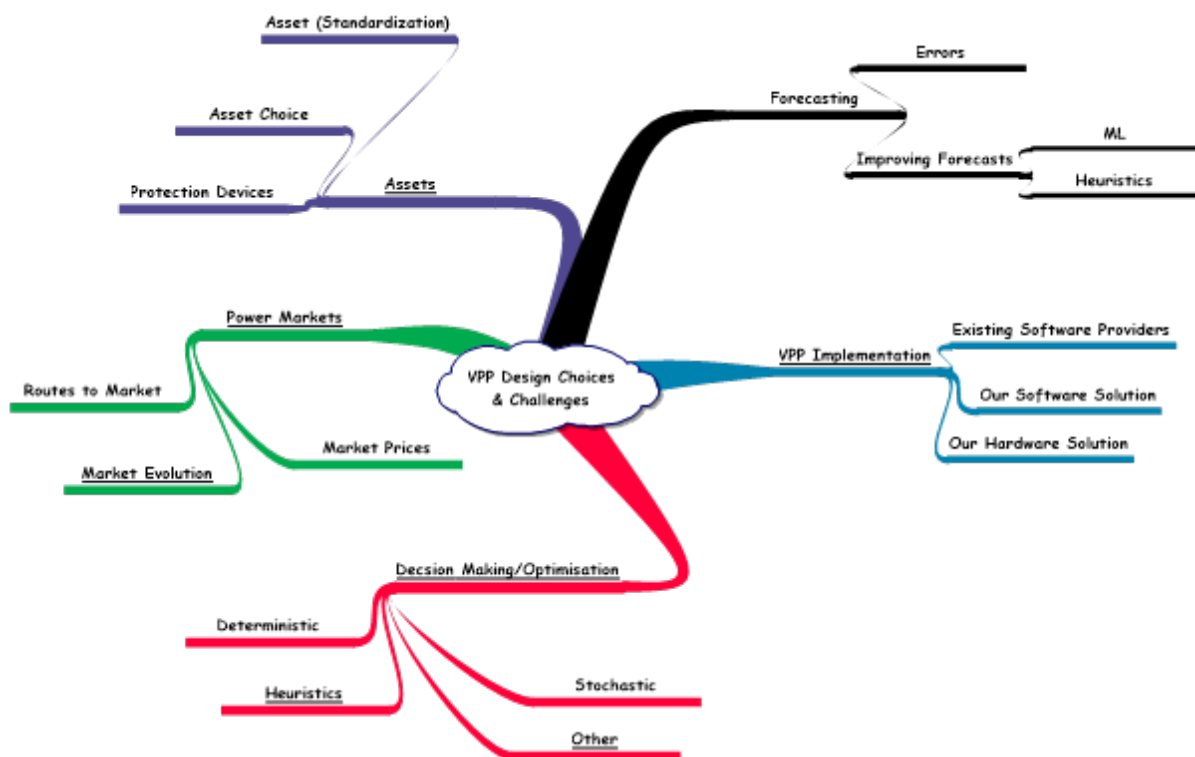 Asset (Standardization)
Asset Choice
Protection Devices
Assets
Forecasting
Errors
Improving Forecasts
ML
Heuristics
Power Markets
Routes to Market
Market Prices
Market Evolution
VPP Design Choices
& Challenges
VPP Implementation
Existing Software Providers
Our Software Solution
Our Hardware Solution
Decsion Making/Optimisation
Deterministic
Heuristics
Stochastic
Other